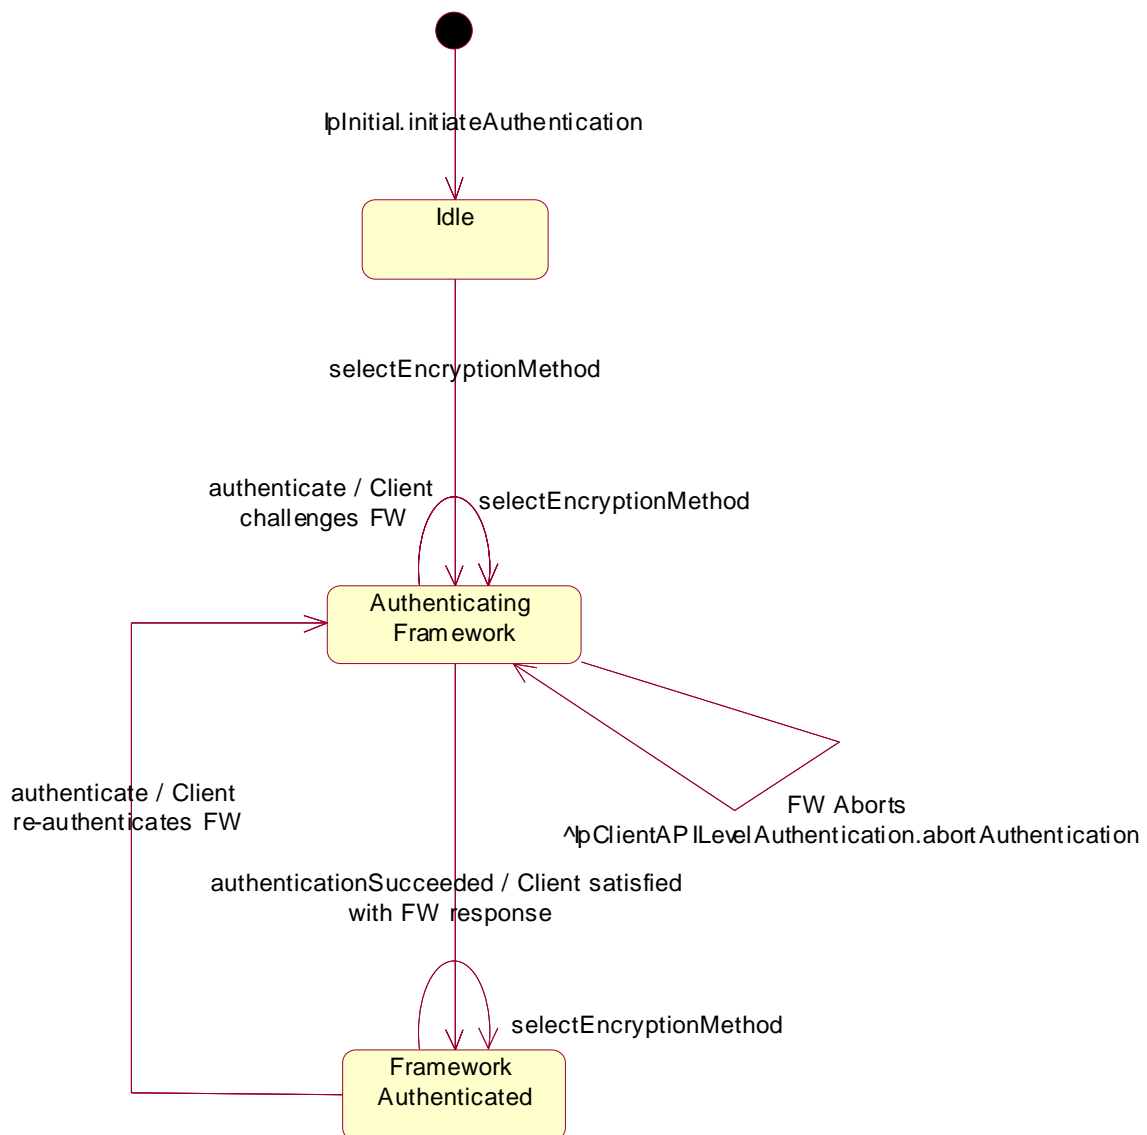 IpInitial.initiateAuthentication
Idle
selectEncryptionMethod
authenticate / Client
challenges FW
selectEncryptionMethod
Authenticating
Framework
authenticate / Client
re-authenticates FW
FW Aborts
^IpClientAPILevelAuthentication.abortAuthentication
authenticationSucceeded / Client satisfied
with FW response
selectEncryptionMethod
Framework
Authenticated